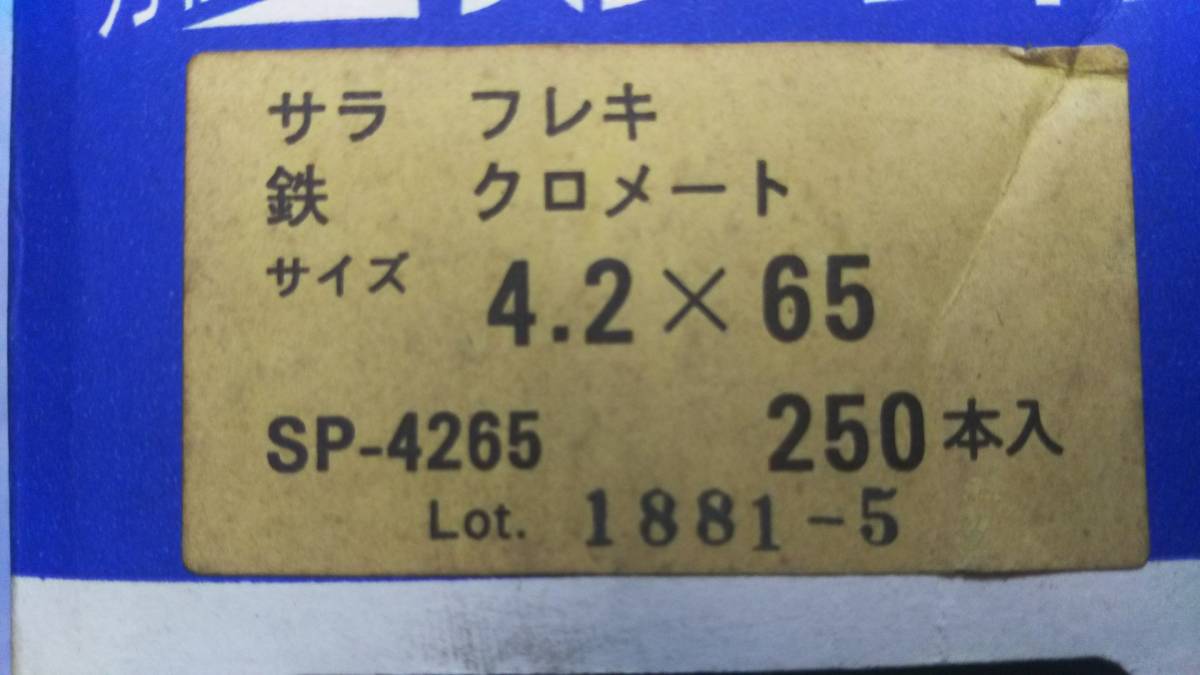 サラ フレキ
鉄 クロメート
サイズ 4.2×65
SP-4265 250本入
Lot. 1881-5